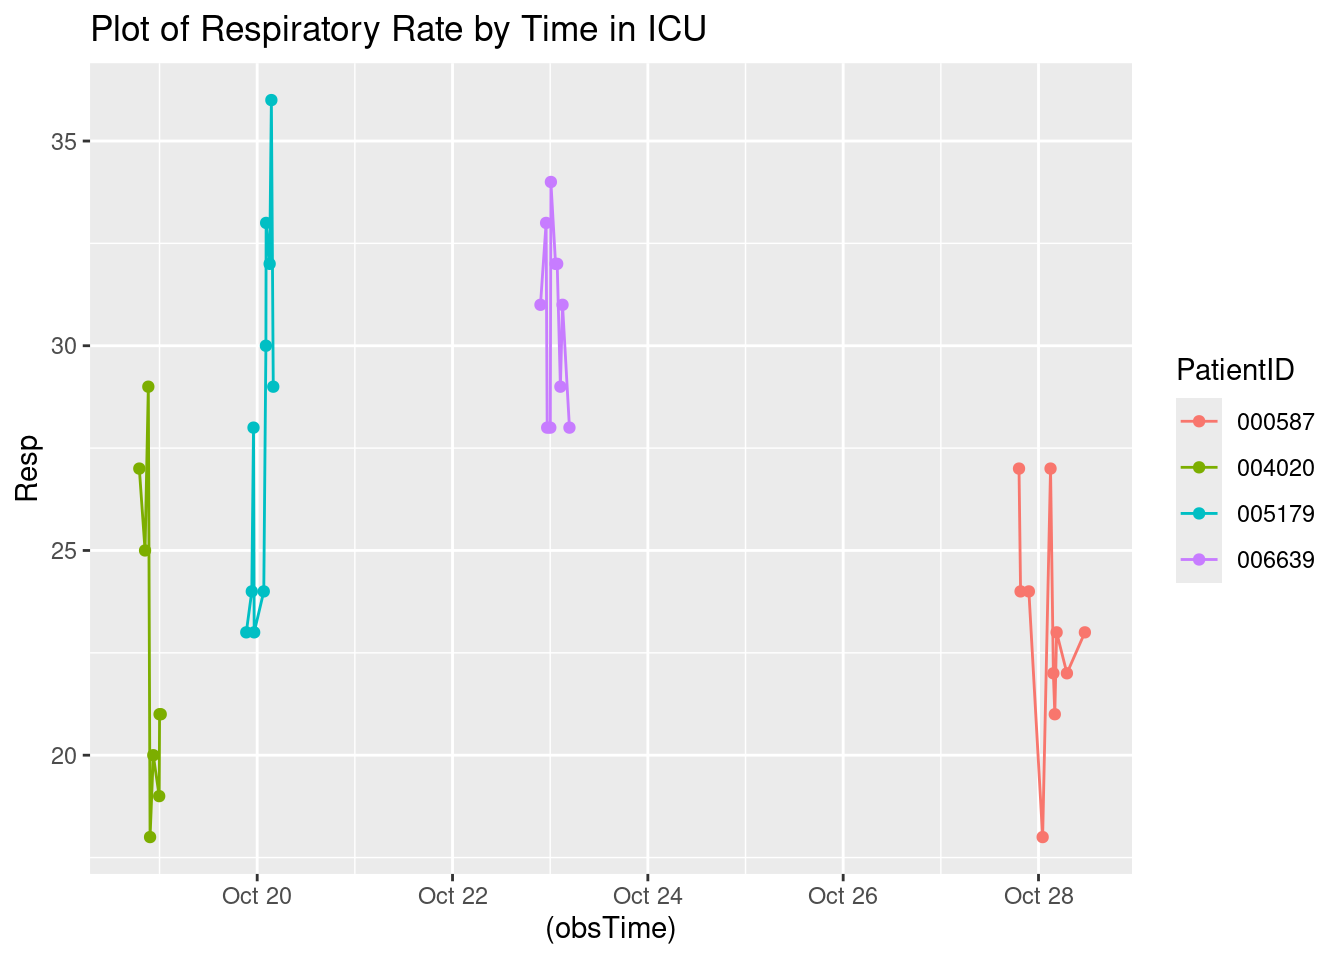 Plot of Respiratory Rate by Time in ICU
35
30
25
20
Resp
Oct 20
Oct 22
Oct 24
Oct 26
Oct 28
(obsTime)
PatientID
000587
004020
005179
006639